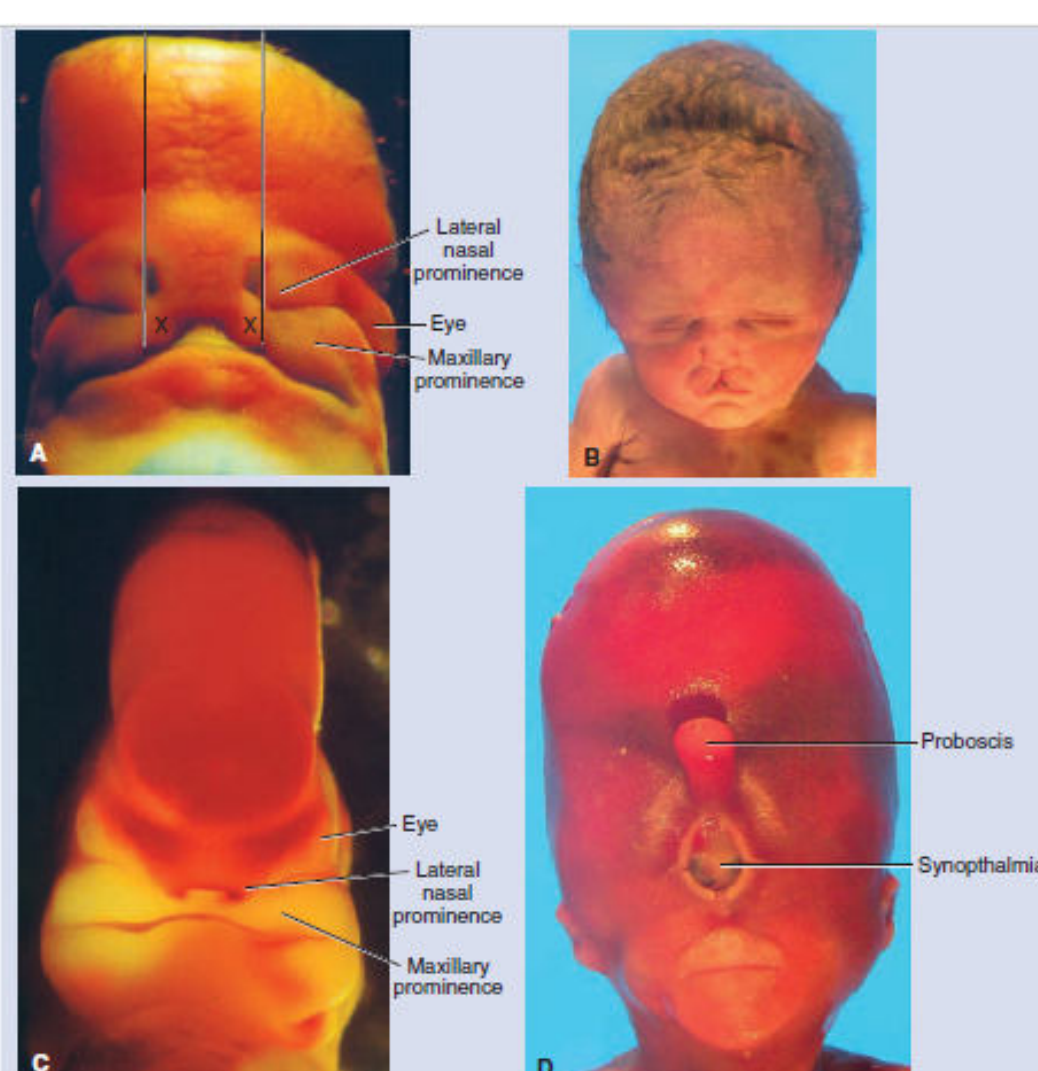 Lateral
nasal
prominence
X X
Eye
Maxillary
prominence
A
B
Proboscis
Eye
Lateral
nasal
prominence
Synopthalmia
Maxillary
prominence
C
D